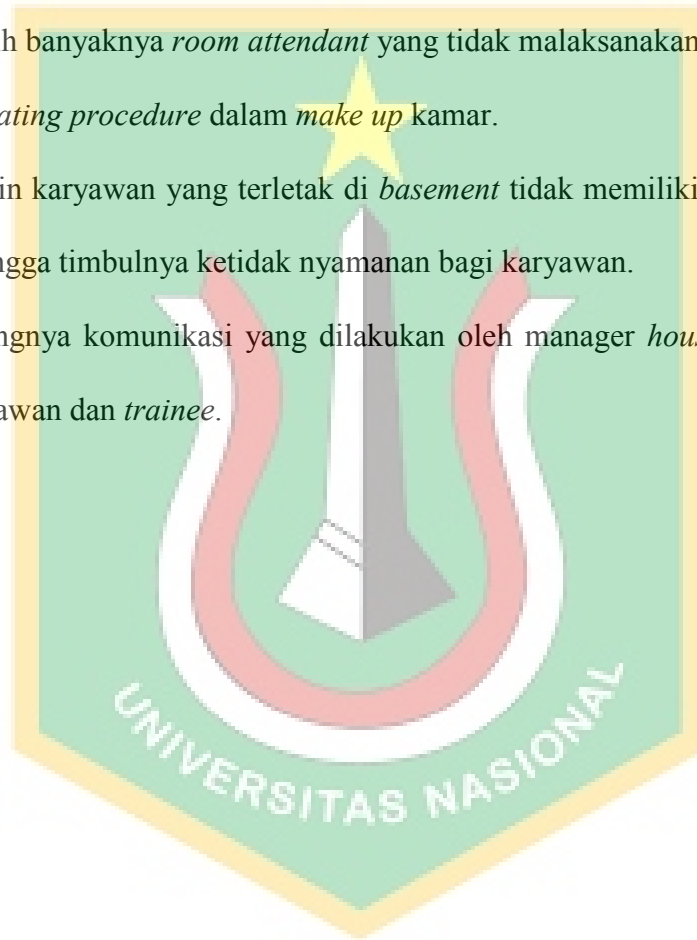 h banyaknya room attendant yang tidak malaksanakan
ating procedure dalam make up kamar.
in karyawan yang terletak di basement tidak memiliki
ngga timbulnya ketidak nyamanan bagi karyawan.
ngnya komunikasi yang dilakukan oleh manager hous
awan dan trainee.
UNIVERSITAS NASIONAL